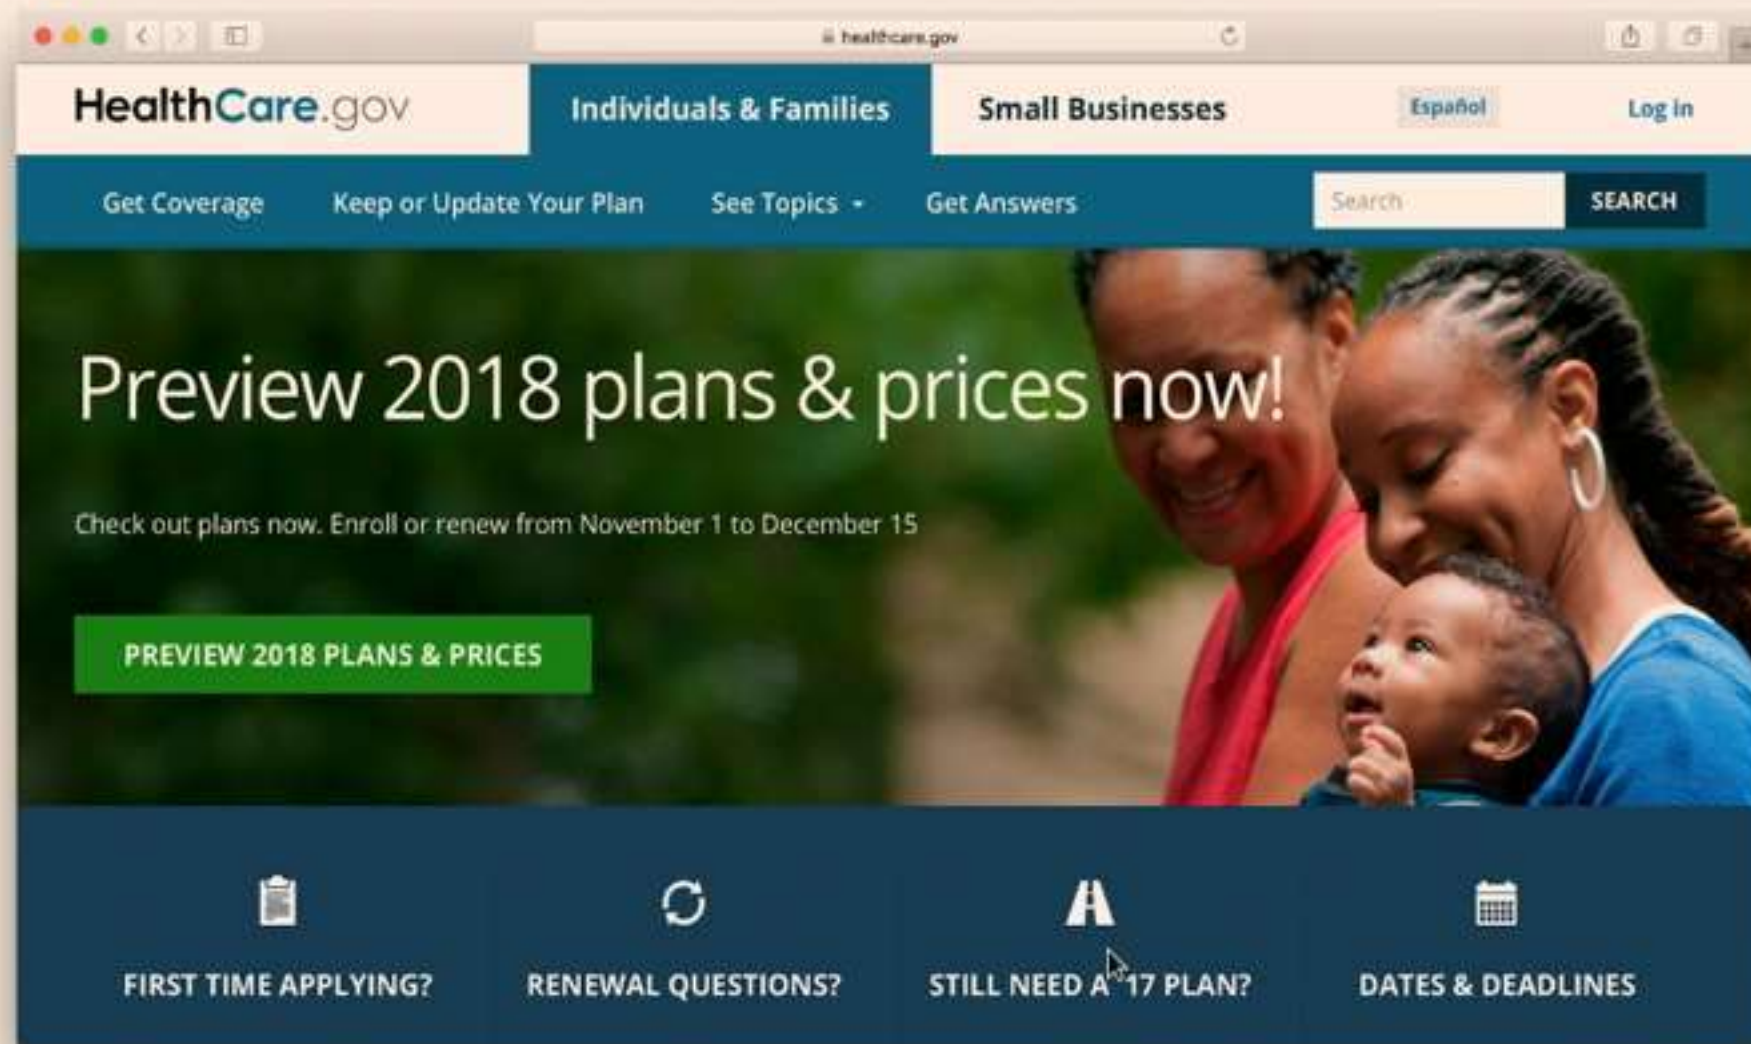 healthcare.gov
HealthCare.gov
Individuals & Families
Small Businesses
Español
Log in
Get Coverage
Keep or Update Your Plan
See Topics
Get Answers
Search
SEARCH
Preview 2018 plans & prices now!
Check out plans now. Enroll or renew from November 1 to December 15
PREVIEW 2018 PLANS & PRICES
FIRST TIME APPLYING?
RENEWAL QUESTIONS?
STILL NEED A '17 PLAN?
DATES & DEADLINES